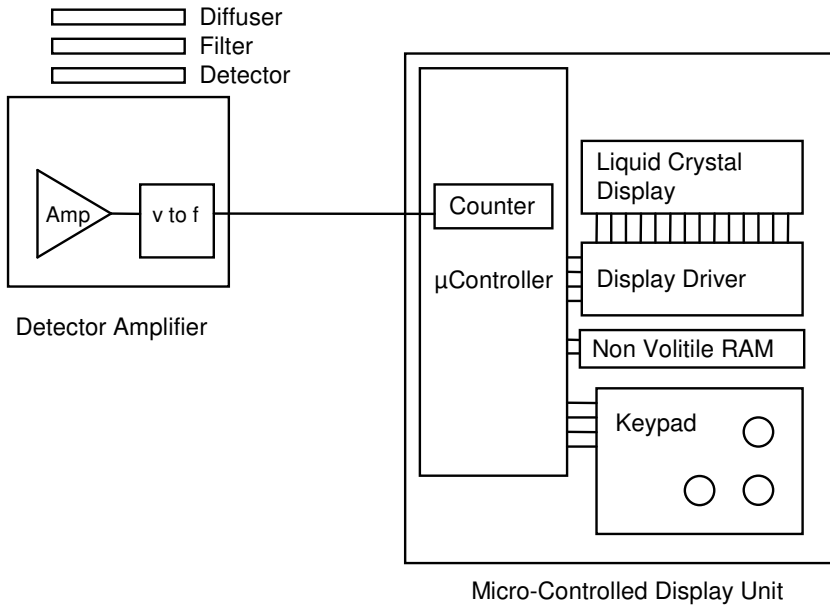 Diffuser
Filter
Detector
Amp
v to f
Detector Amplifier
Counter
µController
Liquid Crystal
Display
Display Driver
Non Volitile RAM
Keypad
Micro-Controlled Display Unit